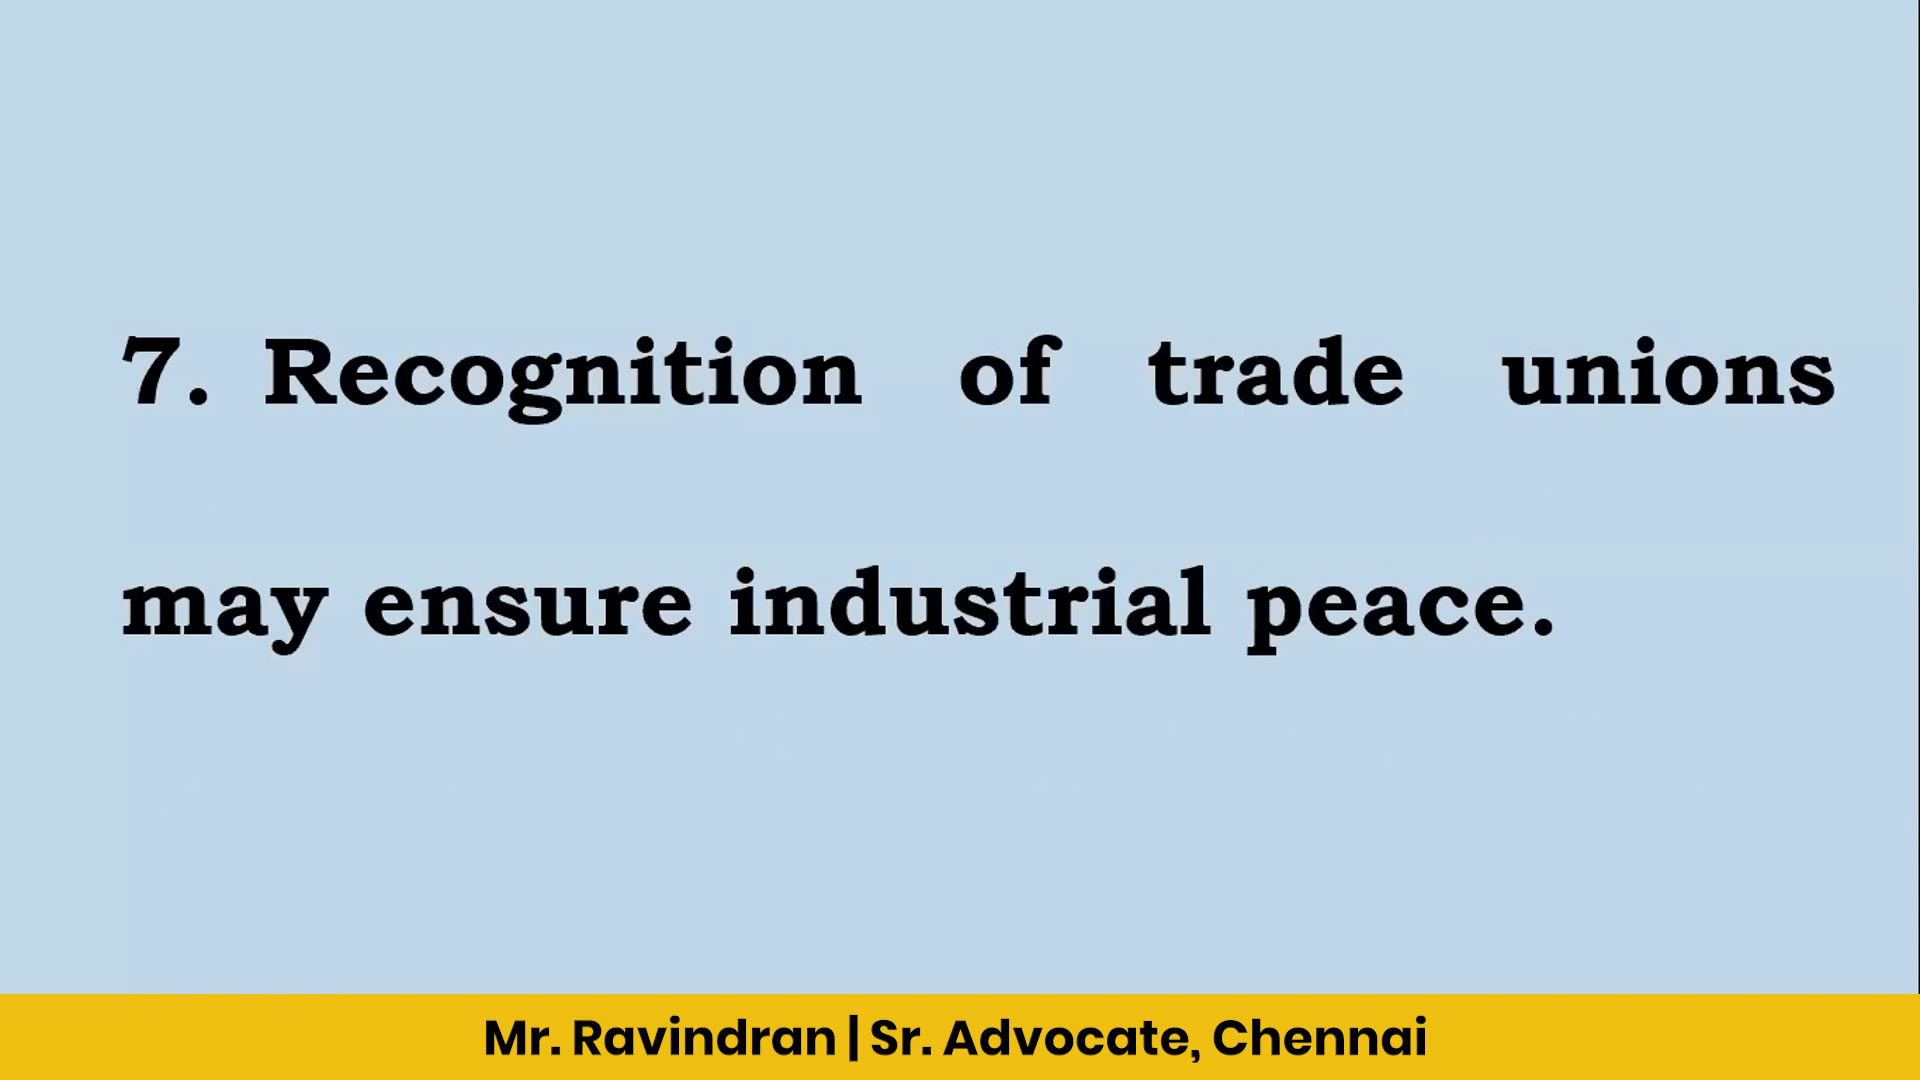 7. Recognition of trade unions
may ensure industrial peace.
Mr. Ravindran | Sr. Advocate, Chennai